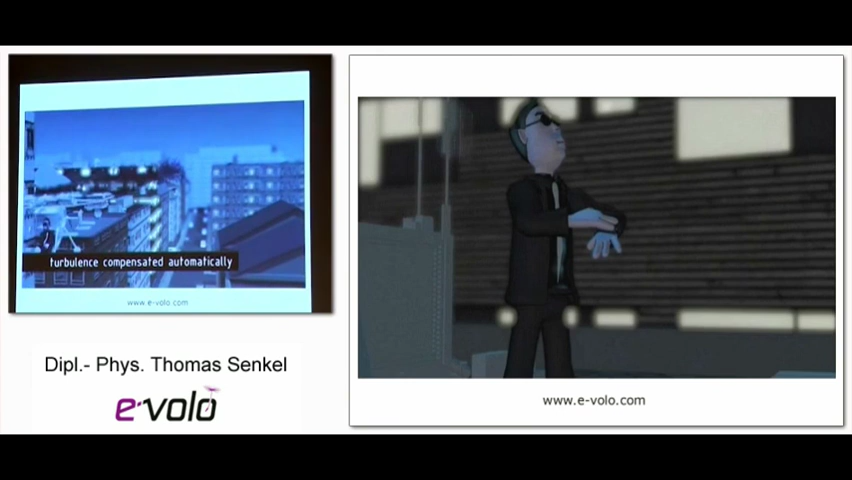 turbulence compensated automatically
www.e-volo.com
Dipl.- Phys. Thomas Senkel
e-volo
www.e-volo.com